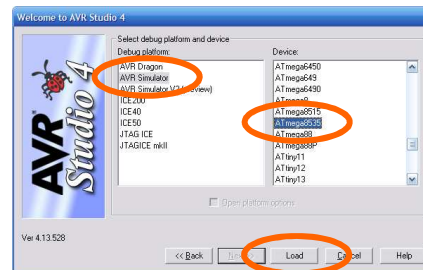 Welcome to AVR Studio 4
Select debug platform and device
Debug platform:
AVR Dragon
AVR Simulator
AVR Simulator V2
ICE200
ICE40
ICE50
JTAG ICE
JTAGICE mkII
Device:
ATmega6450
ATmega649
ATmega6490
ATmega8515
ATmega8535
ATmega88
ATmega88P
ATtiny11
ATtiny12
ATtiny13
AVR Studio 4
Open platform options
Ver 4.13.528
<< Back
Load
Cancel
Help